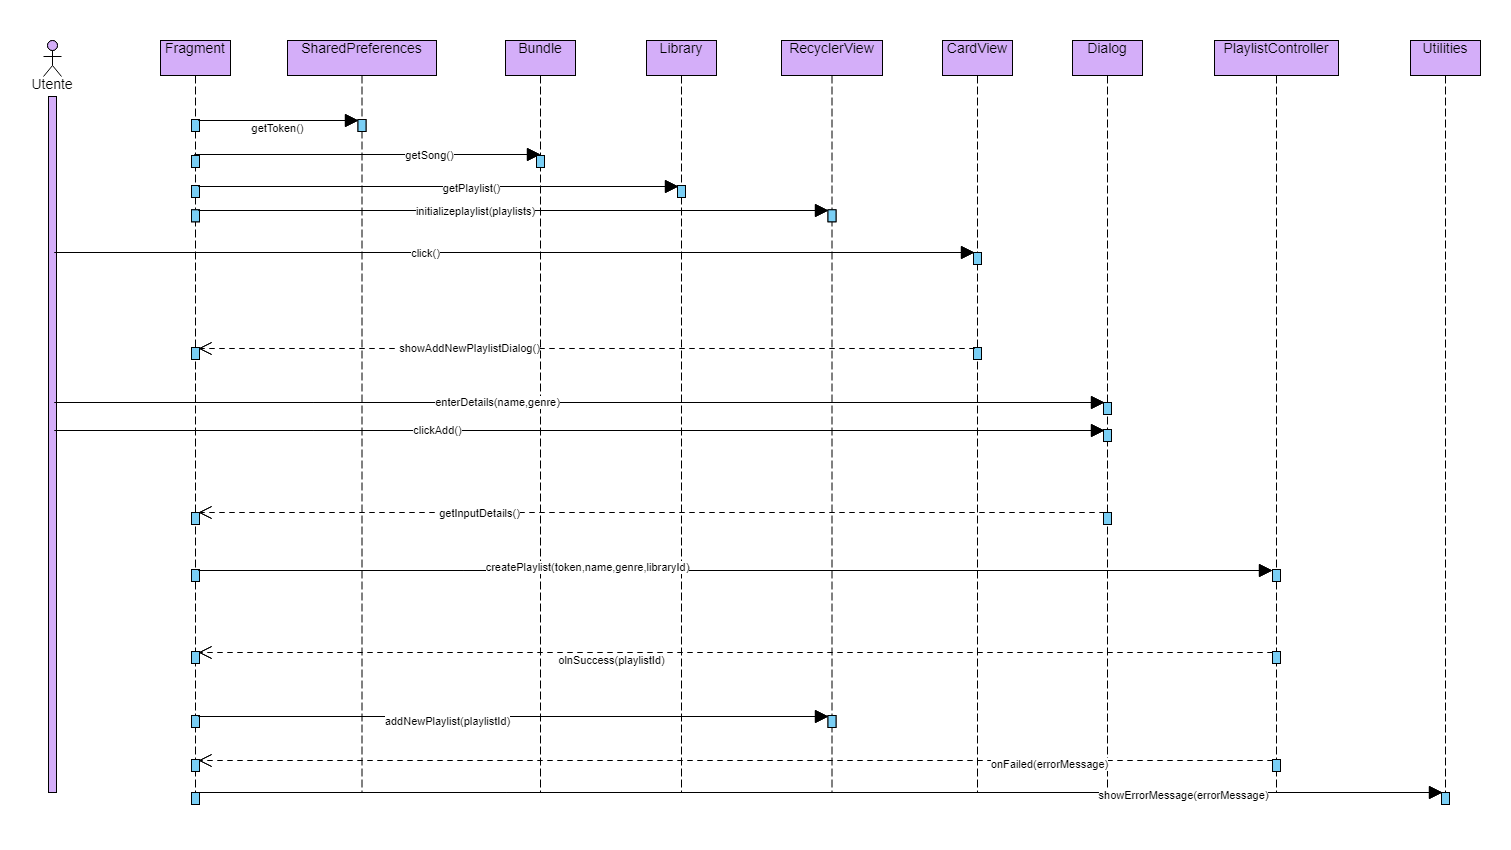 Utente
Fragment
SharedPreferences
Bundle
Library
RecyclerView
CardView
Dialog
PlaylistController
Utilities
getToken()
getSong()
getPlaylist()
initializeplaylist(playlists)
click()
showAddNewPlaylistDialog()
enterDetails(name,genre)
clickAdd()
getInputDetails()
createPlaylist(token,name,genre,libraryId)
olnSuccess(playlistId)
addNewPlaylist(playlistId)
onFailed(errorMessage)
showErrorMessage(errorMessage)